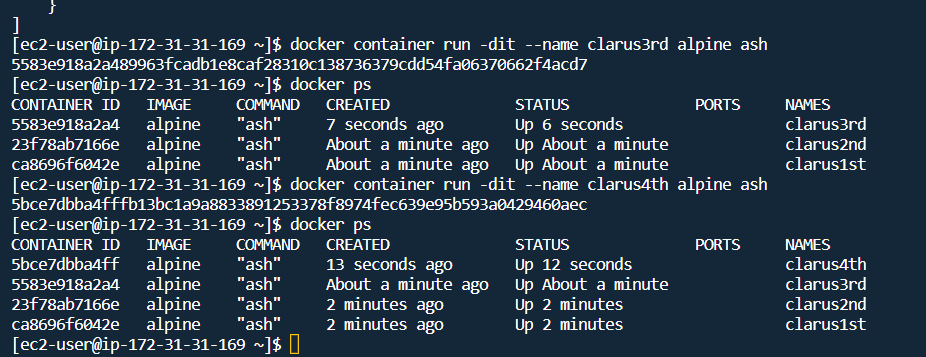 }
]
[ec2-user@ip-172-31-31-169 ~]$ docker container run -dit --name clarus3rd alpine ash
5583e918a2a489963fcadb1e8caf28310c138736379cdd54fa06370662f4acd7
[ec2-user@ip-172-31-31-169 ~]$ docker ps
CONTAINER ID   IMAGE     COMMAND   CREATED              STATUS              PORTS     NAMES
5583e918a2a4   alpine    "ash"     7 seconds ago        Up 6 seconds                  clarus3rd
23f78ab7166e   alpine    "ash"     About a minute ago   Up About a minute             clarus2nd
ca8696f6042e   alpine    "ash"     About a minute ago   Up About a minute             clarus1st
[ec2-user@ip-172-31-31-169 ~]$ docker container run -dit --name clarus4th alpine ash
5bce7dbba4fffb13bc1a9a8833891253378f8974fec639e95b593a0429460aec
[ec2-user@ip-172-31-31-169 ~]$ docker ps
CONTAINER ID   IMAGE     COMMAND   CREATED              STATUS              PORTS     NAMES
5bce7dbba4ff   alpine    "ash"     13 seconds ago       Up 12 seconds                 clarus4th
5583e918a2a4   alpine    "ash"     About a minute ago   Up About a minute             clarus3rd
23f78ab7166e   alpine    "ash"     2 minutes ago        Up 2 minutes                  clarus2nd
ca8696f6042e   alpine    "ash"     2 minutes ago        Up 2 minutes                  clarus1st
[ec2-user@ip-172-31-31-169 ~]$